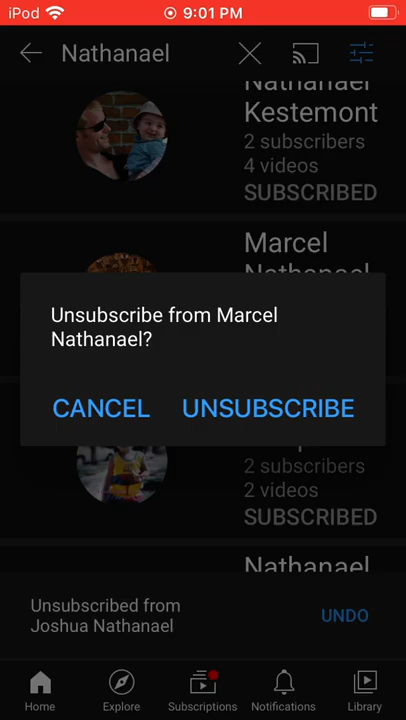 iPod 9:01 PM
Nathanael
Nathanael
Kestemont
2 subscribers
4 videos
SUBSCRIBED
Marcel
Nathanael
Unsubscribe from Marcel
Nathanael?
CANCEL UNSUBSCRIBE
2 subscribers
2 videos
SUBSCRIBED
Nathanael
Unsubscribed from
Joshua Nathanael
UNDO
Home Explore Subscriptions Notifications Library